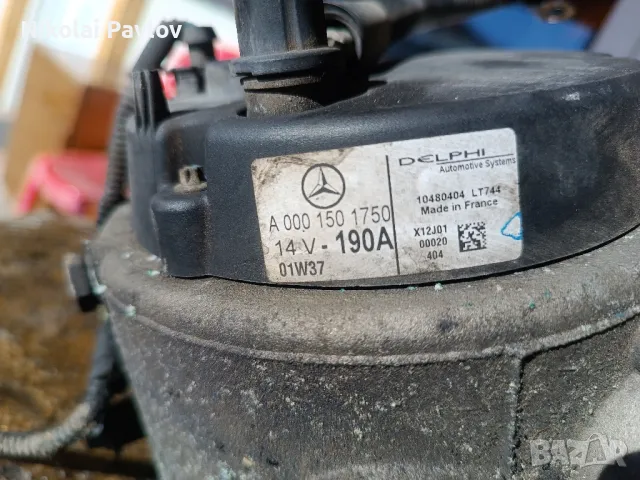 Nikolai Pavlov
A 000 150 1750
14 V - 190A
01W37
DELPHI
Automotive Systems
10480404 LT744
Made in France
X12J01
00020
404
BAZAR